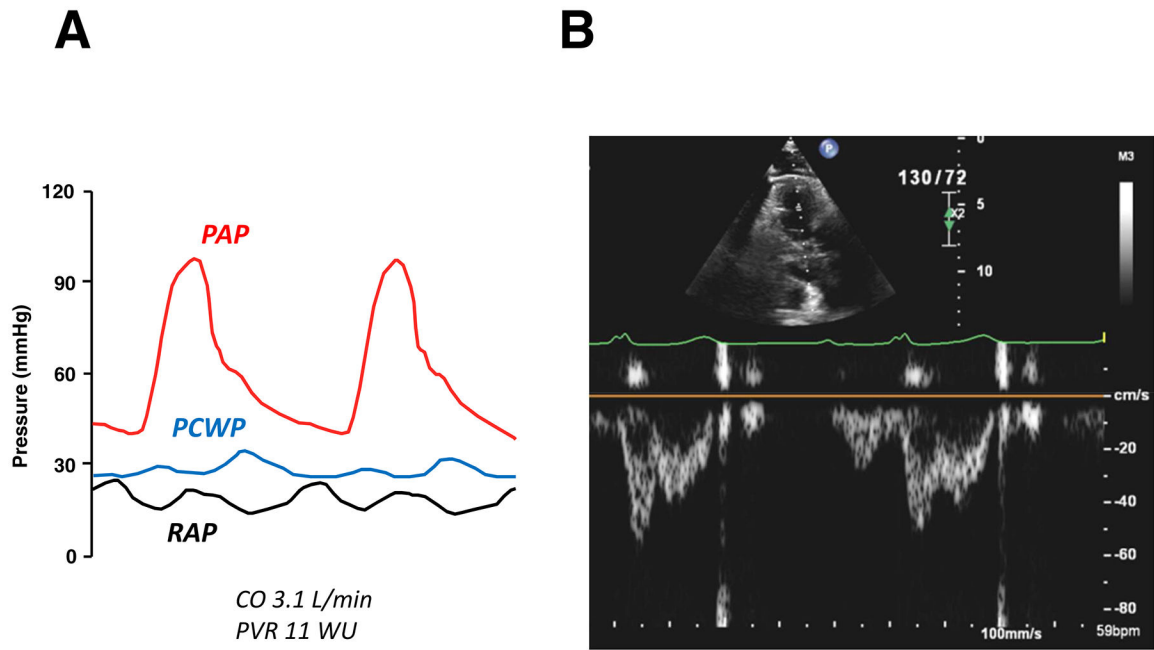 A
B
120
90
60
30
0
Pressure (mmHg)
PAP
PCWP
RAP
CO 3.1 L/min
PVR 11 WU
P
M3
130/72
X2
0
5
10
cm/s
-20
-40
-60
-80
100mm/s
59bpm